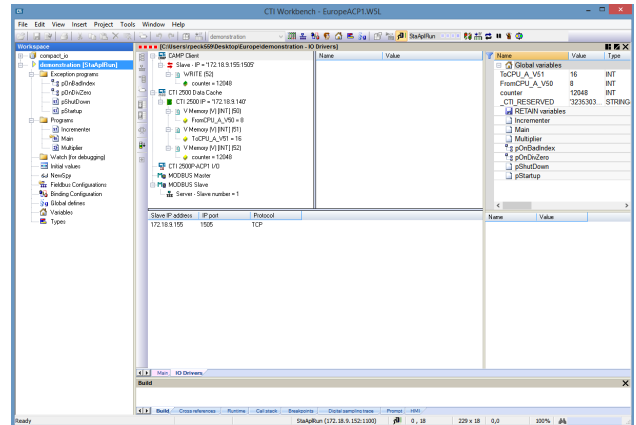 CTI Workbench - EuropeACP1.W5L
File Edit View Insert Project Tools Window Help
demonstration
StaAplRun
Workspace
compact_io
demonstration [StaApiRun]
Exception programs
pOnBadIndex
pOnDivZero
pShutDown
pStartup
Programs
Incrementer
Main
Multiplier
Watch (for debugging)
Initial values
NewSpy
Fieldbus Configurations
Binding Configuration
Global defines
Variables
Types
[C:\Users\rpeck559\Desktop\Europe\demonstration - IO Drivers]
CAMP Client
Slave - IP = '172.18.9.155:1505'
WRITE (52)
counter = 12048
CTI 2500 Data Cache
CTI 2500 IP = '172.18.9.140'
V Memory (V) [INT] (50)
FromCPU_A_V50 = 8
V Memory (V) [INT] (51)
ToCPU_A_V51 = 16
V Memory (V) [INT] (52)
counter = 12048
CTI 2500P-ACP1 I/O
MODBUS Master
MODBUS Slave
Server - Slave number = 1
Name Value
Slave IP address IP port Protocol
172.18.9.155 1505 TCP
Name Value Type
Global variables
ToCPU_A_V51 16 INT
FromCPU_A_V50 8 INT
counter 12048 INT
_CTI_RESERVED '3235303... STRING
RETAIN variables
Incrementer
Main
Multiplier
pOnBadIndex
pOnDivZero
pShutDown
pStartup
Name Value
Main IO Drivers
Build
Build Cross references Runtime Call stack Breakpoints Digital sampling trace Prompt HMI
Ready
StaApiRun (172.18.9.152:1100) 0 , 18 229 x 18 0,0 100%